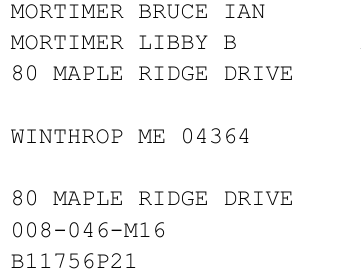 MORTIMER BRUCE IAN
MORTIMER LIBBY B
80 MAPLE RIDGE DRIVE
WINTHROP ME 04364
80 MAPLE RIDGE DRIVE
008-046-M16
B11756P21